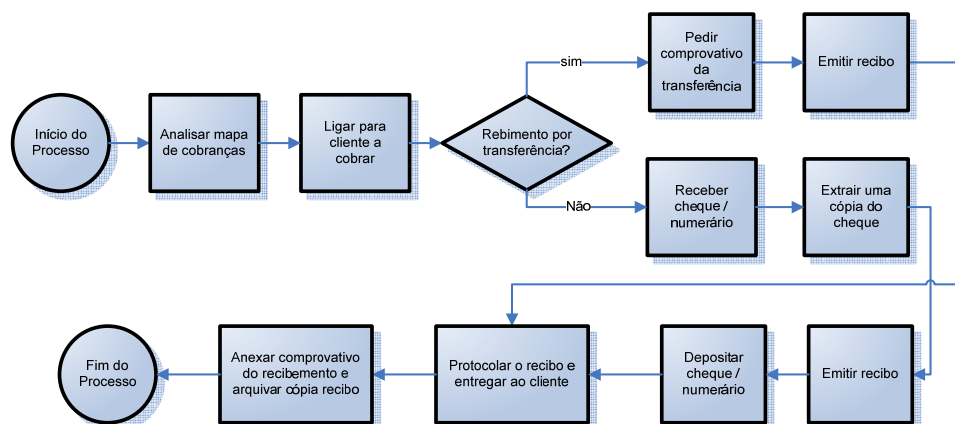 Início do
Processo
Analisar mapa
de cobranças
Ligar para
cliente a
cobrar
Rebimento por
transferência?
sim
Pedir
comprovativo
da
transferência
Emitir recibo
Não
Receber
cheque /
numerário
Extrair uma
cópia do
cheque
Emitir recibo
Depositar
cheque /
numerário
Protocolar o recibo e
entregar ao cliente
Anexar comprovativo
do recibemento e
arquivar cópia recibo
Fim do
Processo